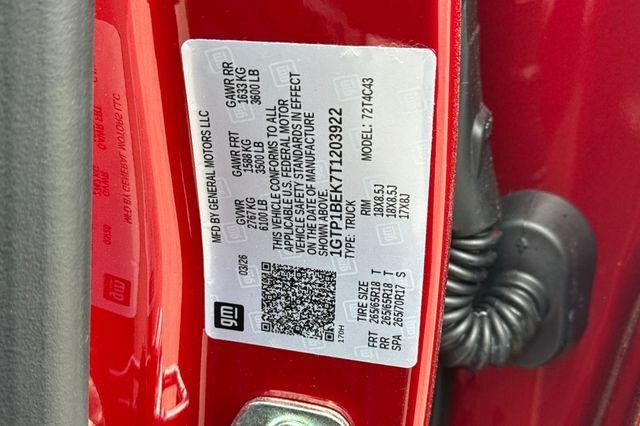 MFD BY GENERAL MOTORS LLC
03/26
GVWR
2767 KG
6100 LB
GAWR FRT
1588 KG
3500 LB
GAWR RR
1633 KG
3600 LB
THIS VEHICLE CONFORMS TO ALL
APPLICABLE U.S. FEDERAL MOTOR
VEHICLE SAFETY STANDARDS IN EFFECT
ON THE DATE OF MANUFACTURE
SHOWN ABOVE.
1GTP1BEK7T1203922
TYPE: TRUCK
MODEL: 72T4C43
TIRE SIZE RIM
FRT 265/65R18 T 18X8.5J
RR 265/65R18 T 18X8.5J
SPA 265/70R17 S 17X8J
gm
170H